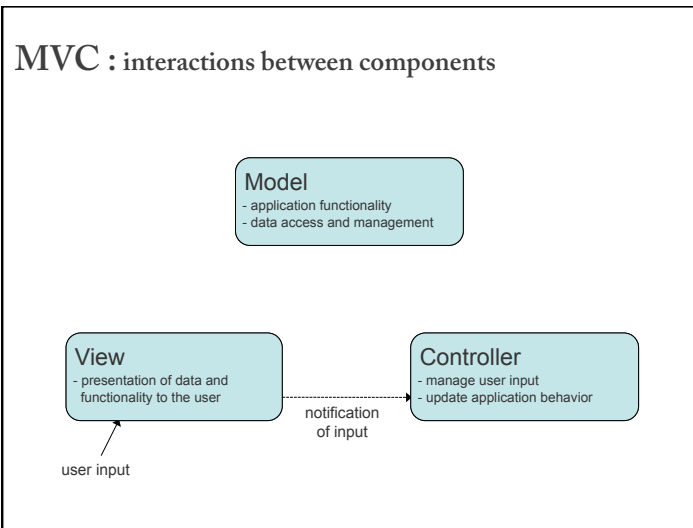 MVC : interactions between components
Model
- application functionality
- data access and management
View
- presentation of data and
functionality to the user
Controller
- manage user input
- update application behavior
notification
of input
user input